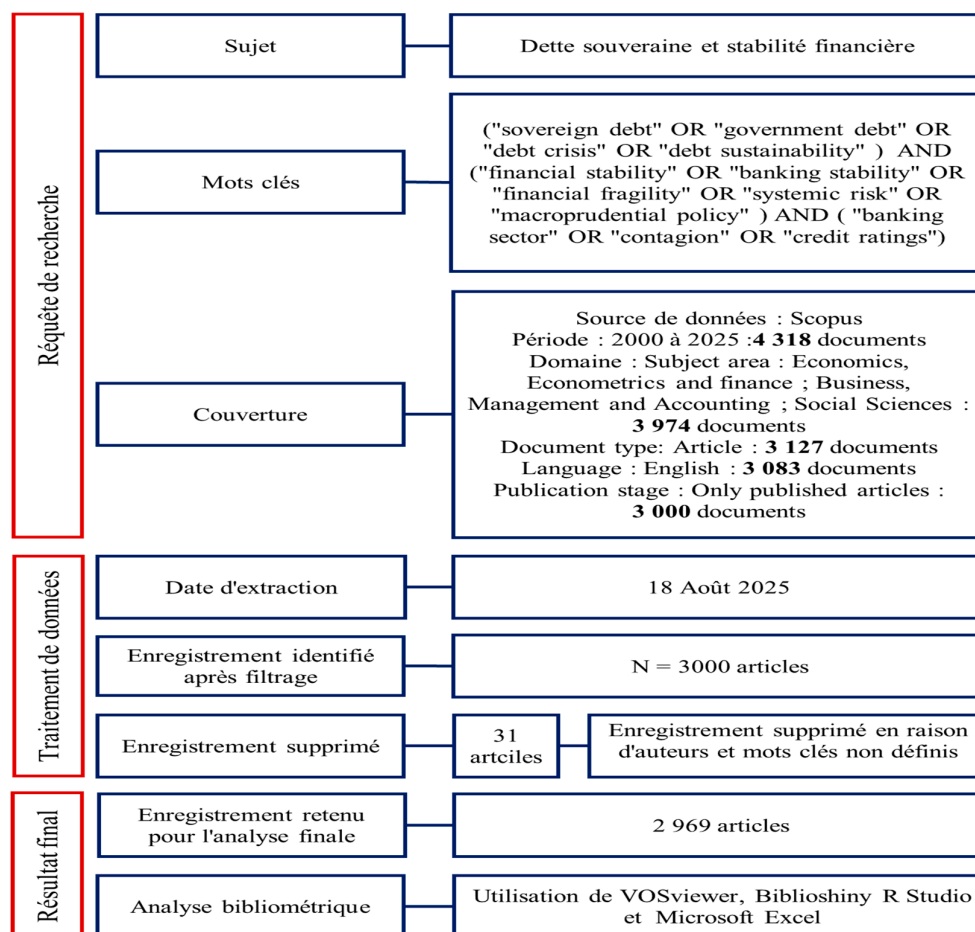 Réquête de recherche
Sujet
Dette souveraine et stabilité financière
Mots clés
("sovereign debt" OR "government debt" OR
"debt crisis" OR "debt sustainability" ) AND
("financial stability" OR "banking stability" OR
"financial fragility" OR "systemic risk" OR
"macroprudential policy" ) AND ( "banking
sector" OR "contagion" OR "credit ratings")
Couverture
Source de données : Scopus
Période : 2000 à 2025 :4 318 documents
Domaine : Subject area : Economics,
Econometrics and finance ; Business,
Management and Accounting ; Social Sciences :
3 974 documents
Document type: Article : 3 127 documents
Language : English : 3 083 documents
Publication stage : Only published articles :
3 000 documents
Traitement de données
Date d'extraction
18 Août 2025
Enregistrement identifié
après filtrage
N = 3000 articles
Enregistrement supprimé
31
artciles
Enregistrement supprimé en raison
d'auteurs et mots clés non définis
Résultat final
Enregistrement retenu
pour l'analyse finale
2 969 articles
Analyse bibliométrique
Utilisation de VOSviewer, Biblioshiny R Studio
et Microsoft Excel